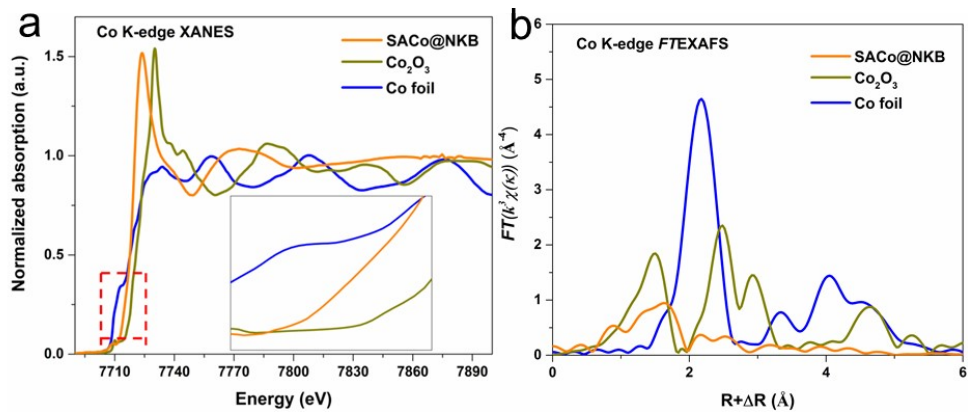 a
Co K-edge XANES
SACo@NKB
Co₂O₃
Co foil
Normalized absorption (a.u.)
1.5
1.0
0.5
0.0
7710
7740
7770
7800
7830
7860
7890
Energy (eV)
b
Co K-edge FTEXAFS
SACo@NKB
Co₂O₃
Co foil
FT(k³χ(κ)) (Å⁻⁴)
6
5
4
3
2
1
0
0
2
4
6
R+ΔR (Å)